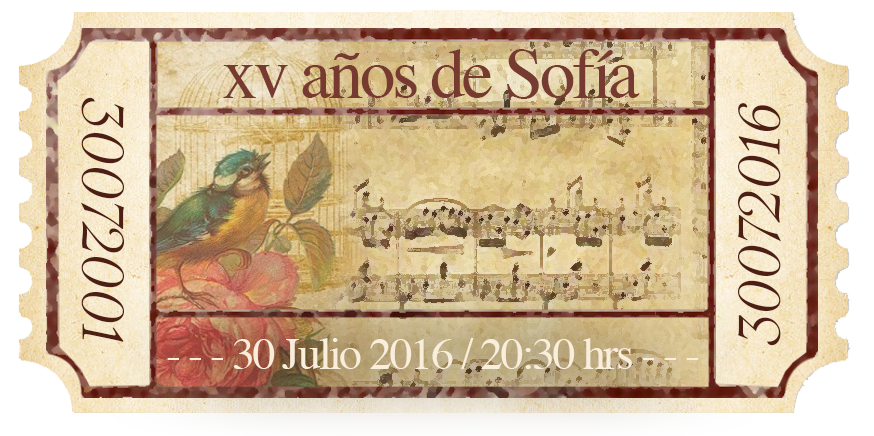 xv años de Sofía
30072001
30072016
- - - 30 Julio 2016 / 20:30 hrs - - -